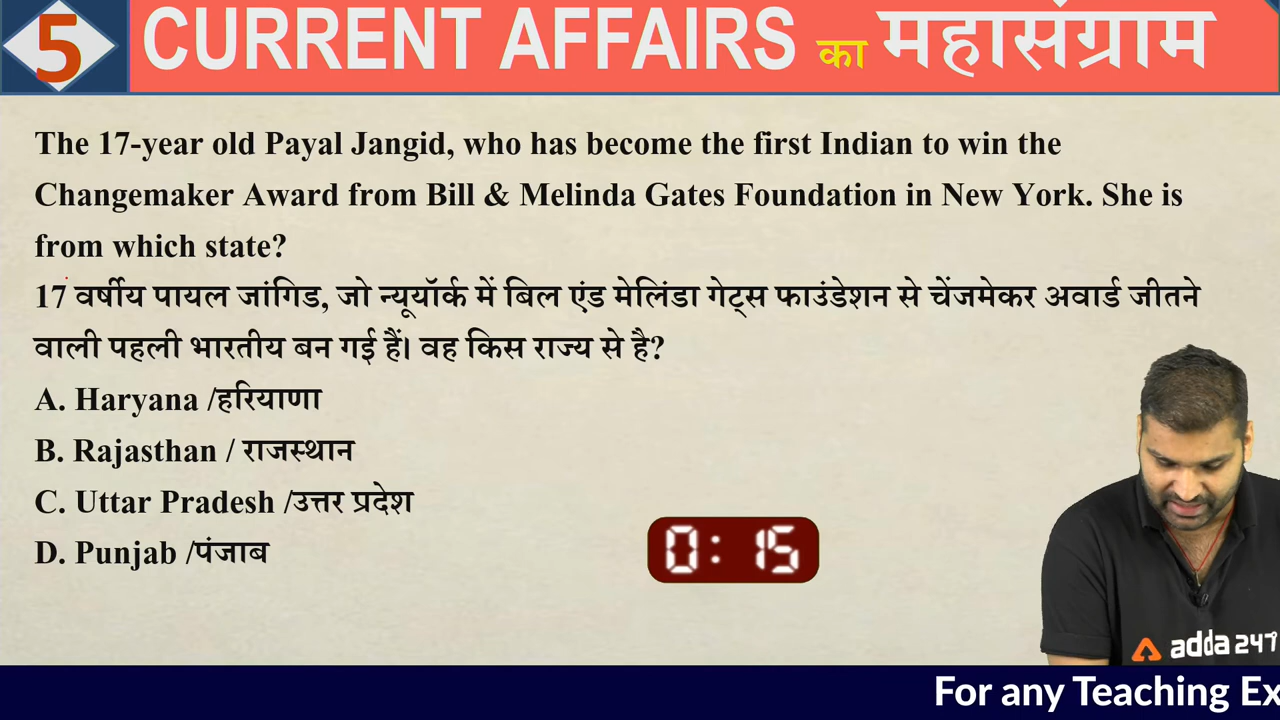 5
CURRENT AFFAIRS का महासंग्राम
The 17-year old Payal Jangid, who has become the first Indian to win the
Changemaker Award from Bill & Melinda Gates Foundation in New York. She is
from which state?
17 वर्षीय पायल जांगिड, जो न्यूयॉर्क में बिल एंड मेलिंडा गेट्स फाउंडेशन से चेंजमेकर अवार्ड जीतने
वाली पहली भारतीय बन गई हैं। वह किस राज्य से है?
A. Haryana /हरियाणा
B. Rajasthan / राजस्थान
C. Uttar Pradesh /उत्तर प्रदेश
D. Punjab /पंजाब
0: 15
adda 247
For any Teaching Ex